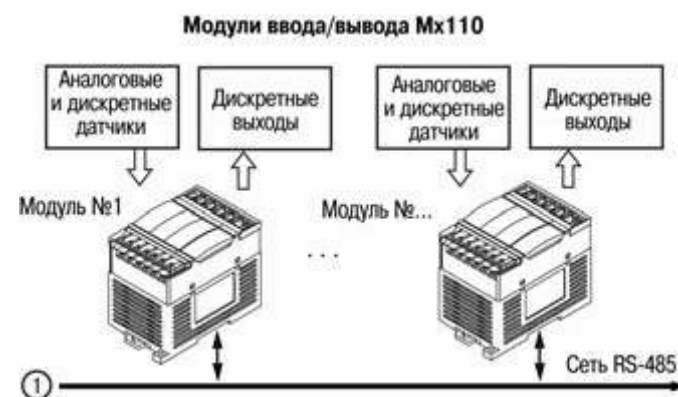 Модули ввода/вывода Мх110
Аналоговые
и дискретные
датчики
Дискретные
выходы
Аналоговые
и дискретные
датчики
Дискретные
выходы
Модуль №1
Модуль №...
. . .
Сеть RS-485
1